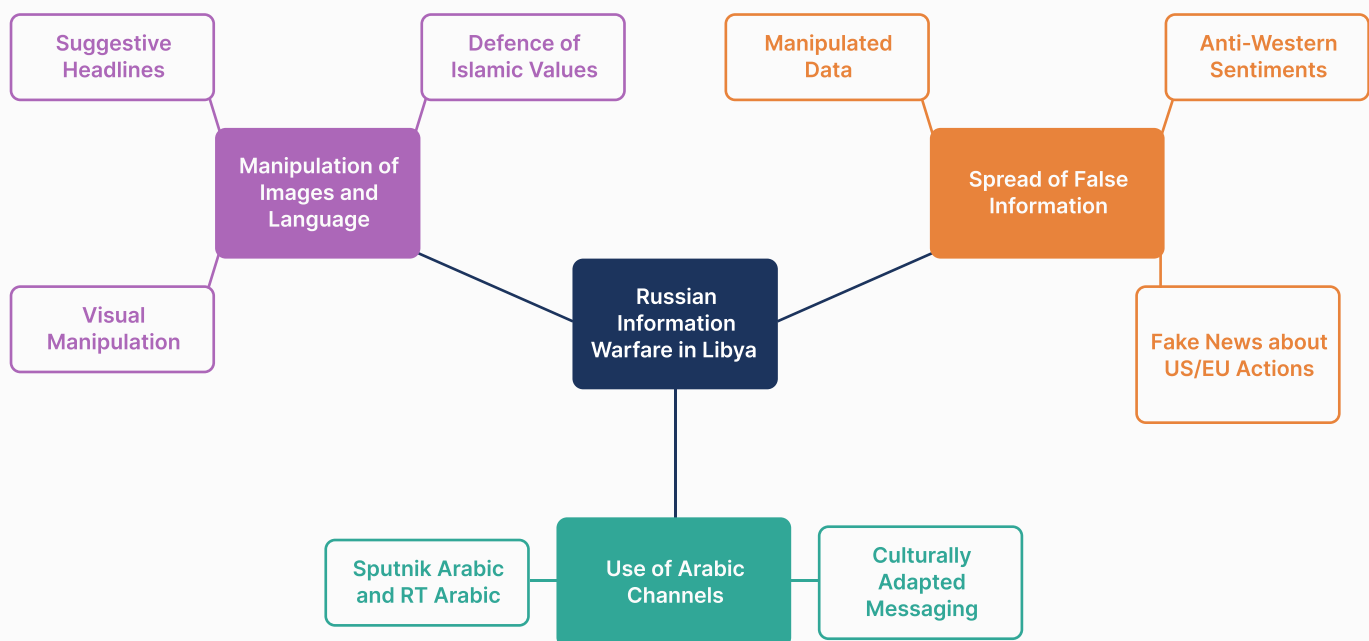 Suggestive
Headlines
Defence of
Islamic Values
Manipulation of
Images and
Language
Visual
Manipulation
Manipulated
Data
Anti-Western
Sentiments
Spread of False
Information
Fake News about
US/EU Actions
Russian
Information
Warfare in Libya
Sputnik Arabic
and RT Arabic
Use of Arabic
Channels
Culturally
Adapted
Messaging